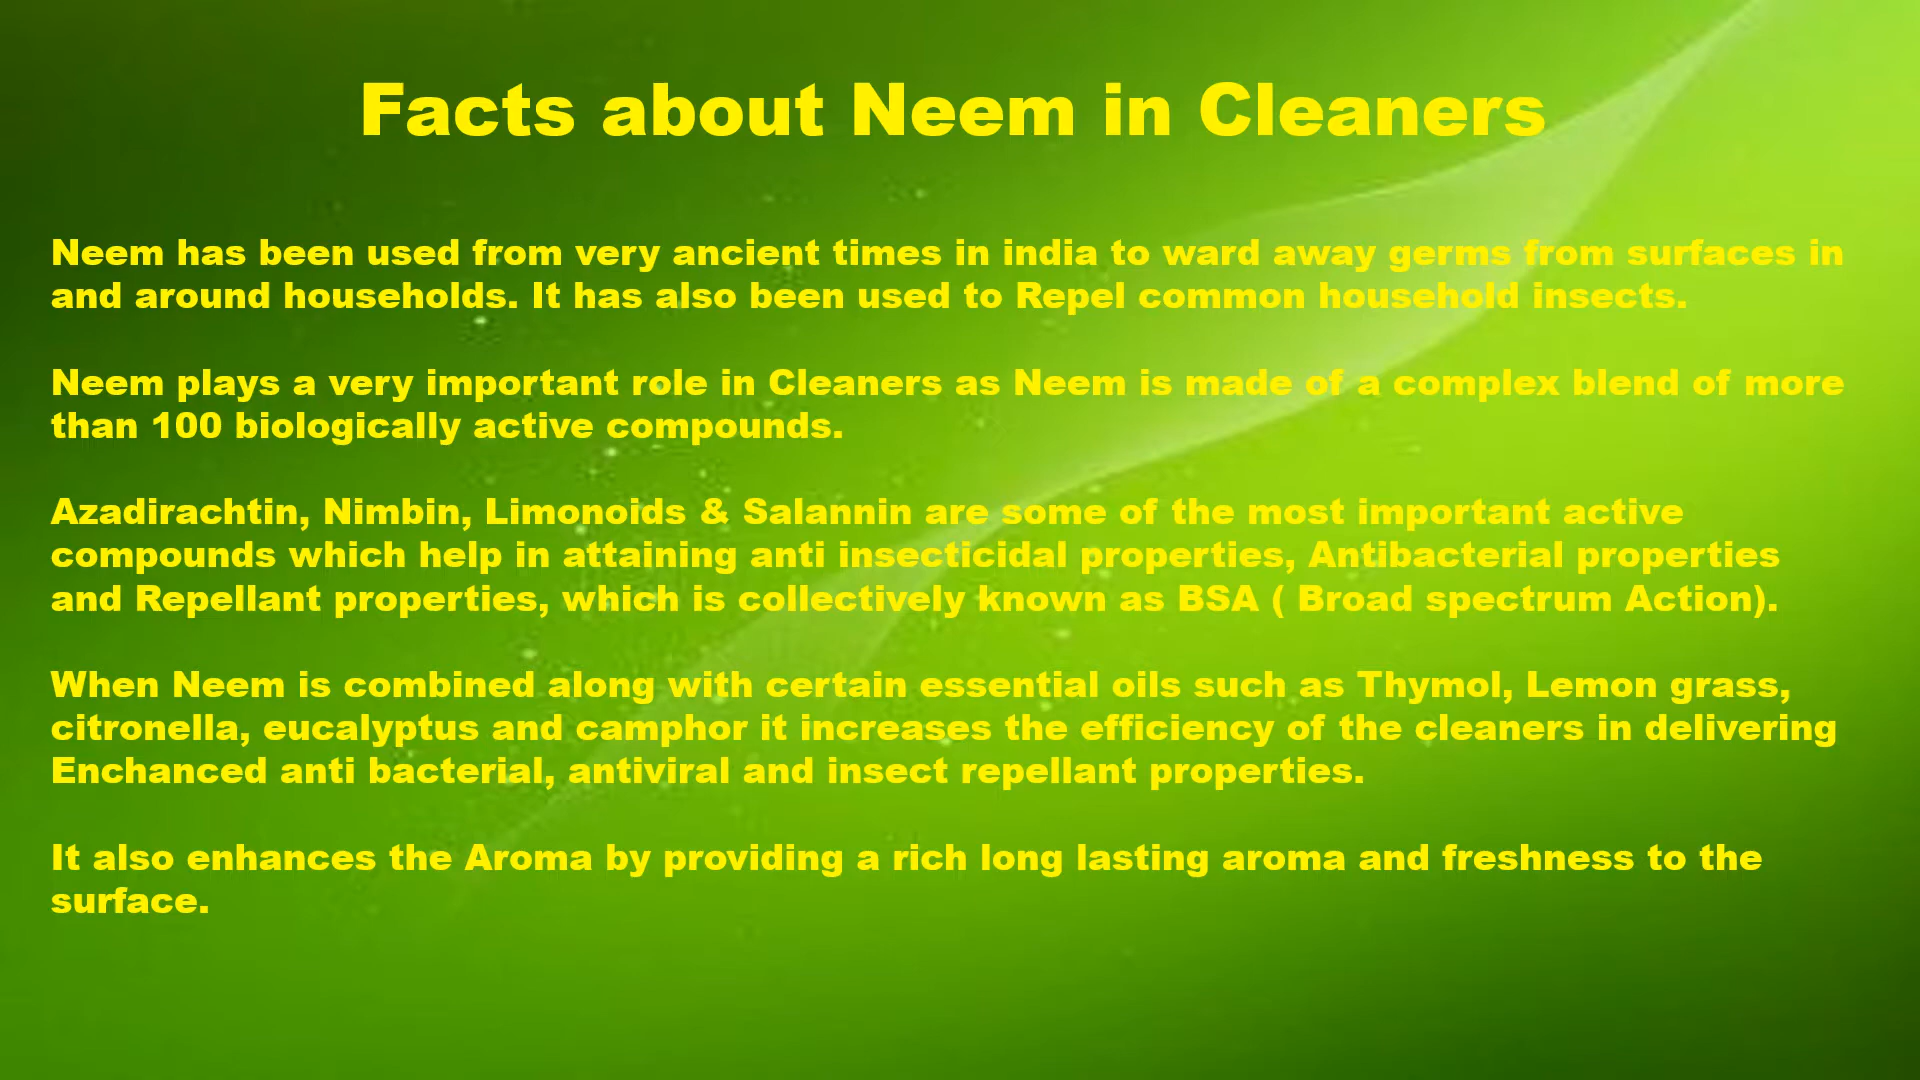 Facts about Neem in Cleaners
Neem has been used from very ancient times in india to ward away germs from surfaces in
and around households. It has also been used to Repel common household insects.
Neem plays a very important role in Cleaners as Neem is made of a complex blend of more
than 100 biologically active compounds.
Azadirachtin, Nimbin, Limonoids & Salannin are some of the most important active
compounds which help in attaining anti insecticidal properties, Antibacterial properties
and Repellant properties, which is collectively known as BSA ( Broad spectrum Action).
When Neem is combined along with certain essential oils such as Thymol, Lemon grass,
citronella, eucalyptus and camphor it increases the efficiency of the cleaners in delivering
Enchanced anti bacterial, antiviral and insect repellant properties.
It also enhances the Aroma by providing a rich long lasting aroma and freshness to the
surface.